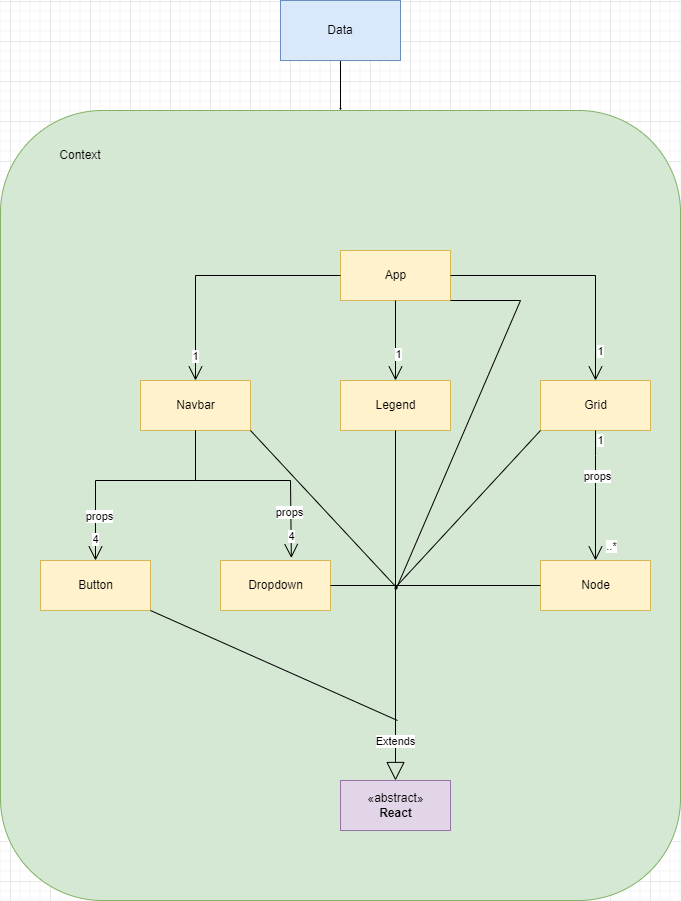 Data
Context
App
1
1
1
Navbar
Legend
Grid
1
props
props
props
4
4
..*
Button
Dropdown
Node
Extends
«abstract»
React